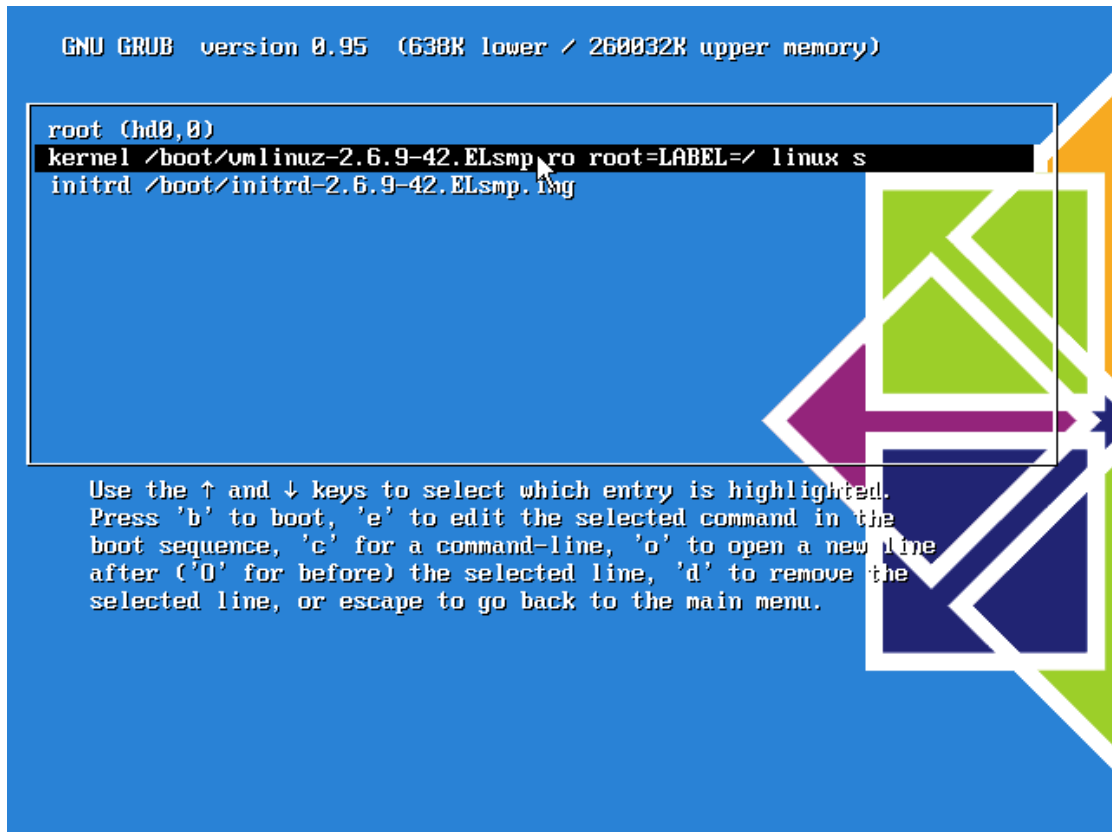 GNU GRUB version 0.95 (638K lower / 260032K upper memory)
root (hd0,0)
kernel /boot/vmlinuz-2.6.9-42.ELsmp ro root=LABEL=/ linux s
initrd /boot/initrd-2.6.9-42.ELsmp.img
Use the ↑ and ↓ keys to select which entry is highlighted.
Press 'b' to boot, 'e' to edit the selected command in the
boot sequence, 'c' for a command-line, 'o' to open a new line
after ('O' for before) the selected line, 'd' to remove the
selected line, or escape to go back to the main menu.